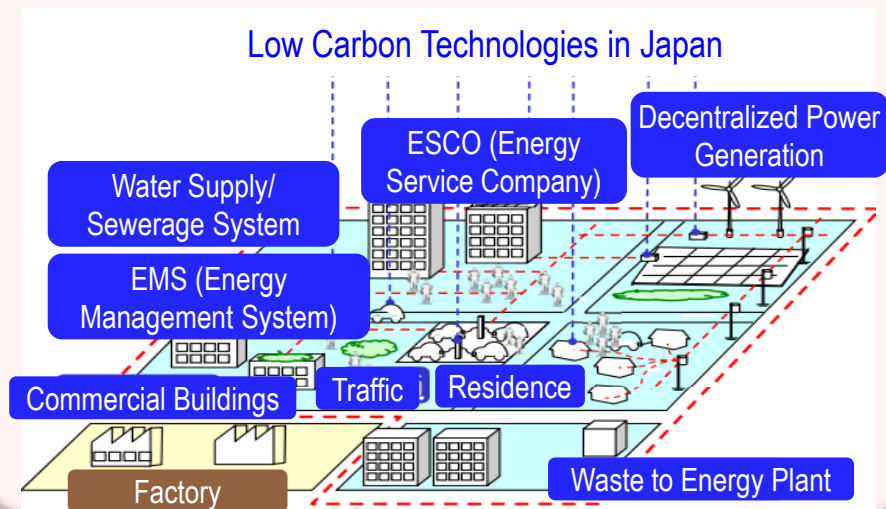 Low Carbon Technologies in Japan
Decentralized Power
Generation
ESCO (Energy
Service Company)
Water Supply/
Sewerage System
EMS (Energy
Management System)
Commercial Buildings
Traffic
Residence
Waste to Energy Plant
Factory